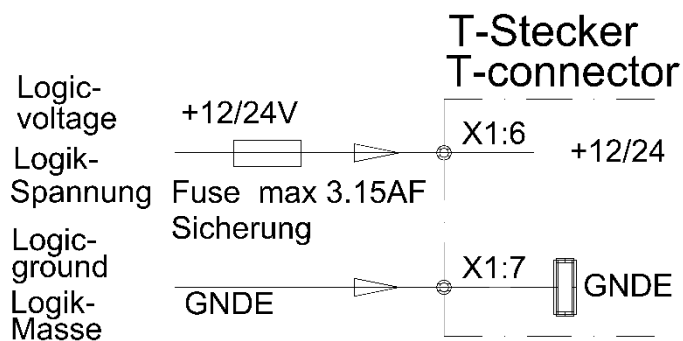 T-Stecker
T-connector
Logic-
voltage
+12/24V
X1:6
+12/24
Logik-
Spannung
Fuse max 3.15AF
Sicherung
Logic-
ground
X1:7
GNDE
GNDE
Logik-
Masse